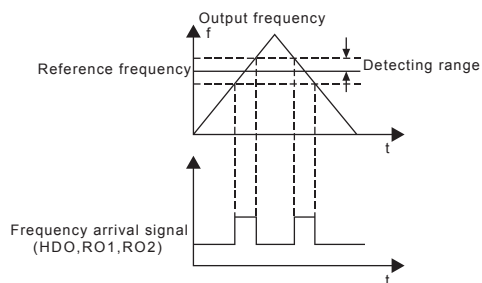 Output frequency
f
Reference frequency
Detecting range
t
Frequency arrival signal
(HDO,RO1,RO2)
t